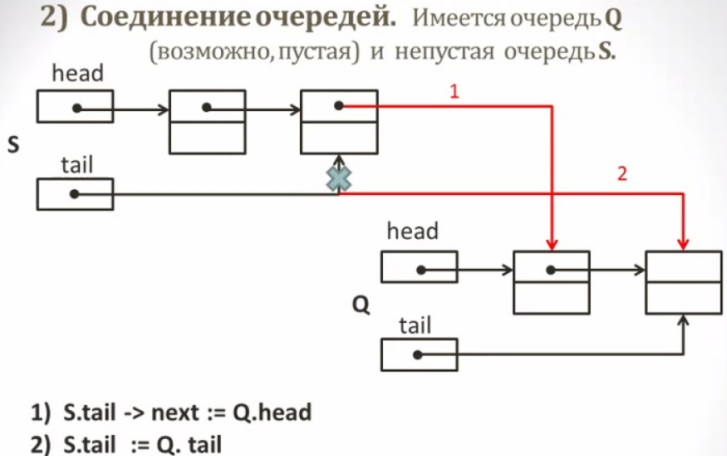 2) Соединение очередей. Имеется очередь Q
(возможно, пустая) и непустая очередь S.
head
1
S
tail
2
head
Q
tail
1) S.tail -> next := Q.head
2) S.tail := Q. tail